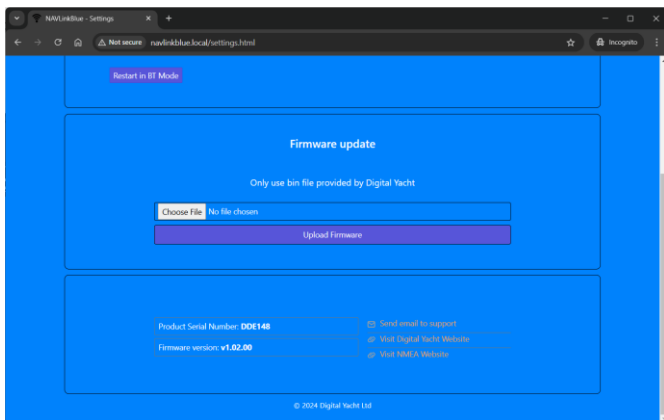 NAVLinkBlue - Settings
Not secure navlinkblue.local/settings.html Incognito
Restart in BT Mode
Firmware update
Only use bin file provided by Digital Yacht
Choose File No file chosen
Upload Firmware
Product Serial Number: DDE148
Firmware version: v1.02.00
Send email to support
Visit Digital Yacht Website
Visit NMEA Website
© 2024 Digital Yacht Ltd